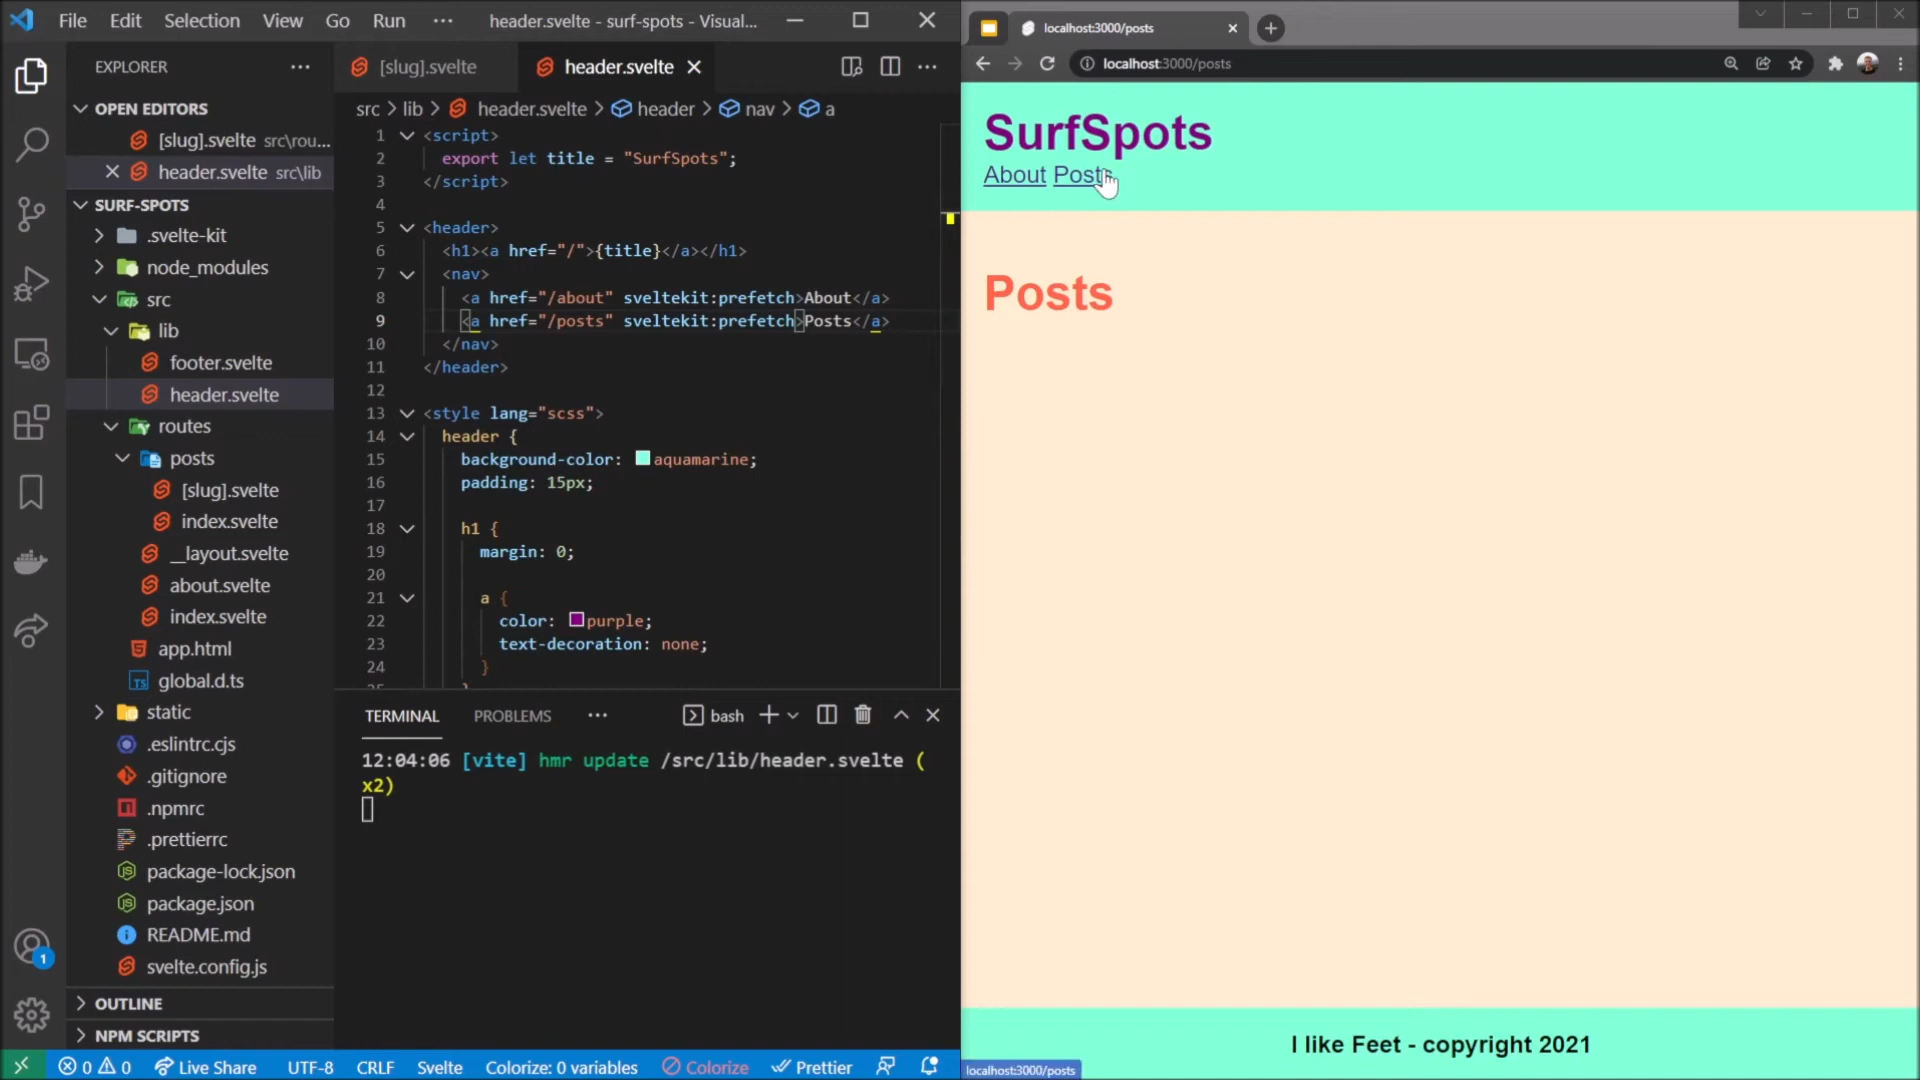 File Edit Selection View Go Run ··· header.svelte - surf-spots - Visual...
EXPLORER ···
OPEN EDITORS
[slug].svelte src\rou...
header.svelte src\lib
SURF-SPOTS
.svelte-kit
node_modules
src
lib
footer.svelte
header.svelte
routes
posts
[slug].svelte
index.svelte
__layout.svelte
about.svelte
index.svelte
app.html
TS global.d.ts
static
.eslintrc.cjs
.gitignore
.npmrc
.prettierrc
package-lock.json
package.json
README.md
svelte.config.js
OUTLINE
NPM SCRIPTS
1
[slug].svelte header.svelte
src > lib > header.svelte > header > nav > a
1 <script>
2 export let title = "SurfSpots";
3 </script>
4
5 <header>
6 <h1><a href="/">{title}</a></h1>
7 <nav>
8 <a href="/about" sveltekit:prefetch>About</a>
9 <a href="/posts" sveltekit:prefetch>Posts</a>
10 </nav>
11 </header>
12
13 <style lang="scss">
14 header {
15 background-color: aquamarine;
16 padding: 15px;
17
18 h1 {
19 margin: 0;
20
21 a {
22 color: purple;
23 text-decoration: none;
24 }
TERMINAL PROBLEMS ··· bash
12:04:06 [vite] hmr update /src/lib/header.svelte (
x2)
0 0 Live Share UTF-8 CRLF Svelte Colorize: 0 variables Colorize Prettier
localhost:3000/posts
localhost:3000/posts
SurfSpots
About Posts
Posts
I like Feet - copyright 2021
localhost:3000/posts